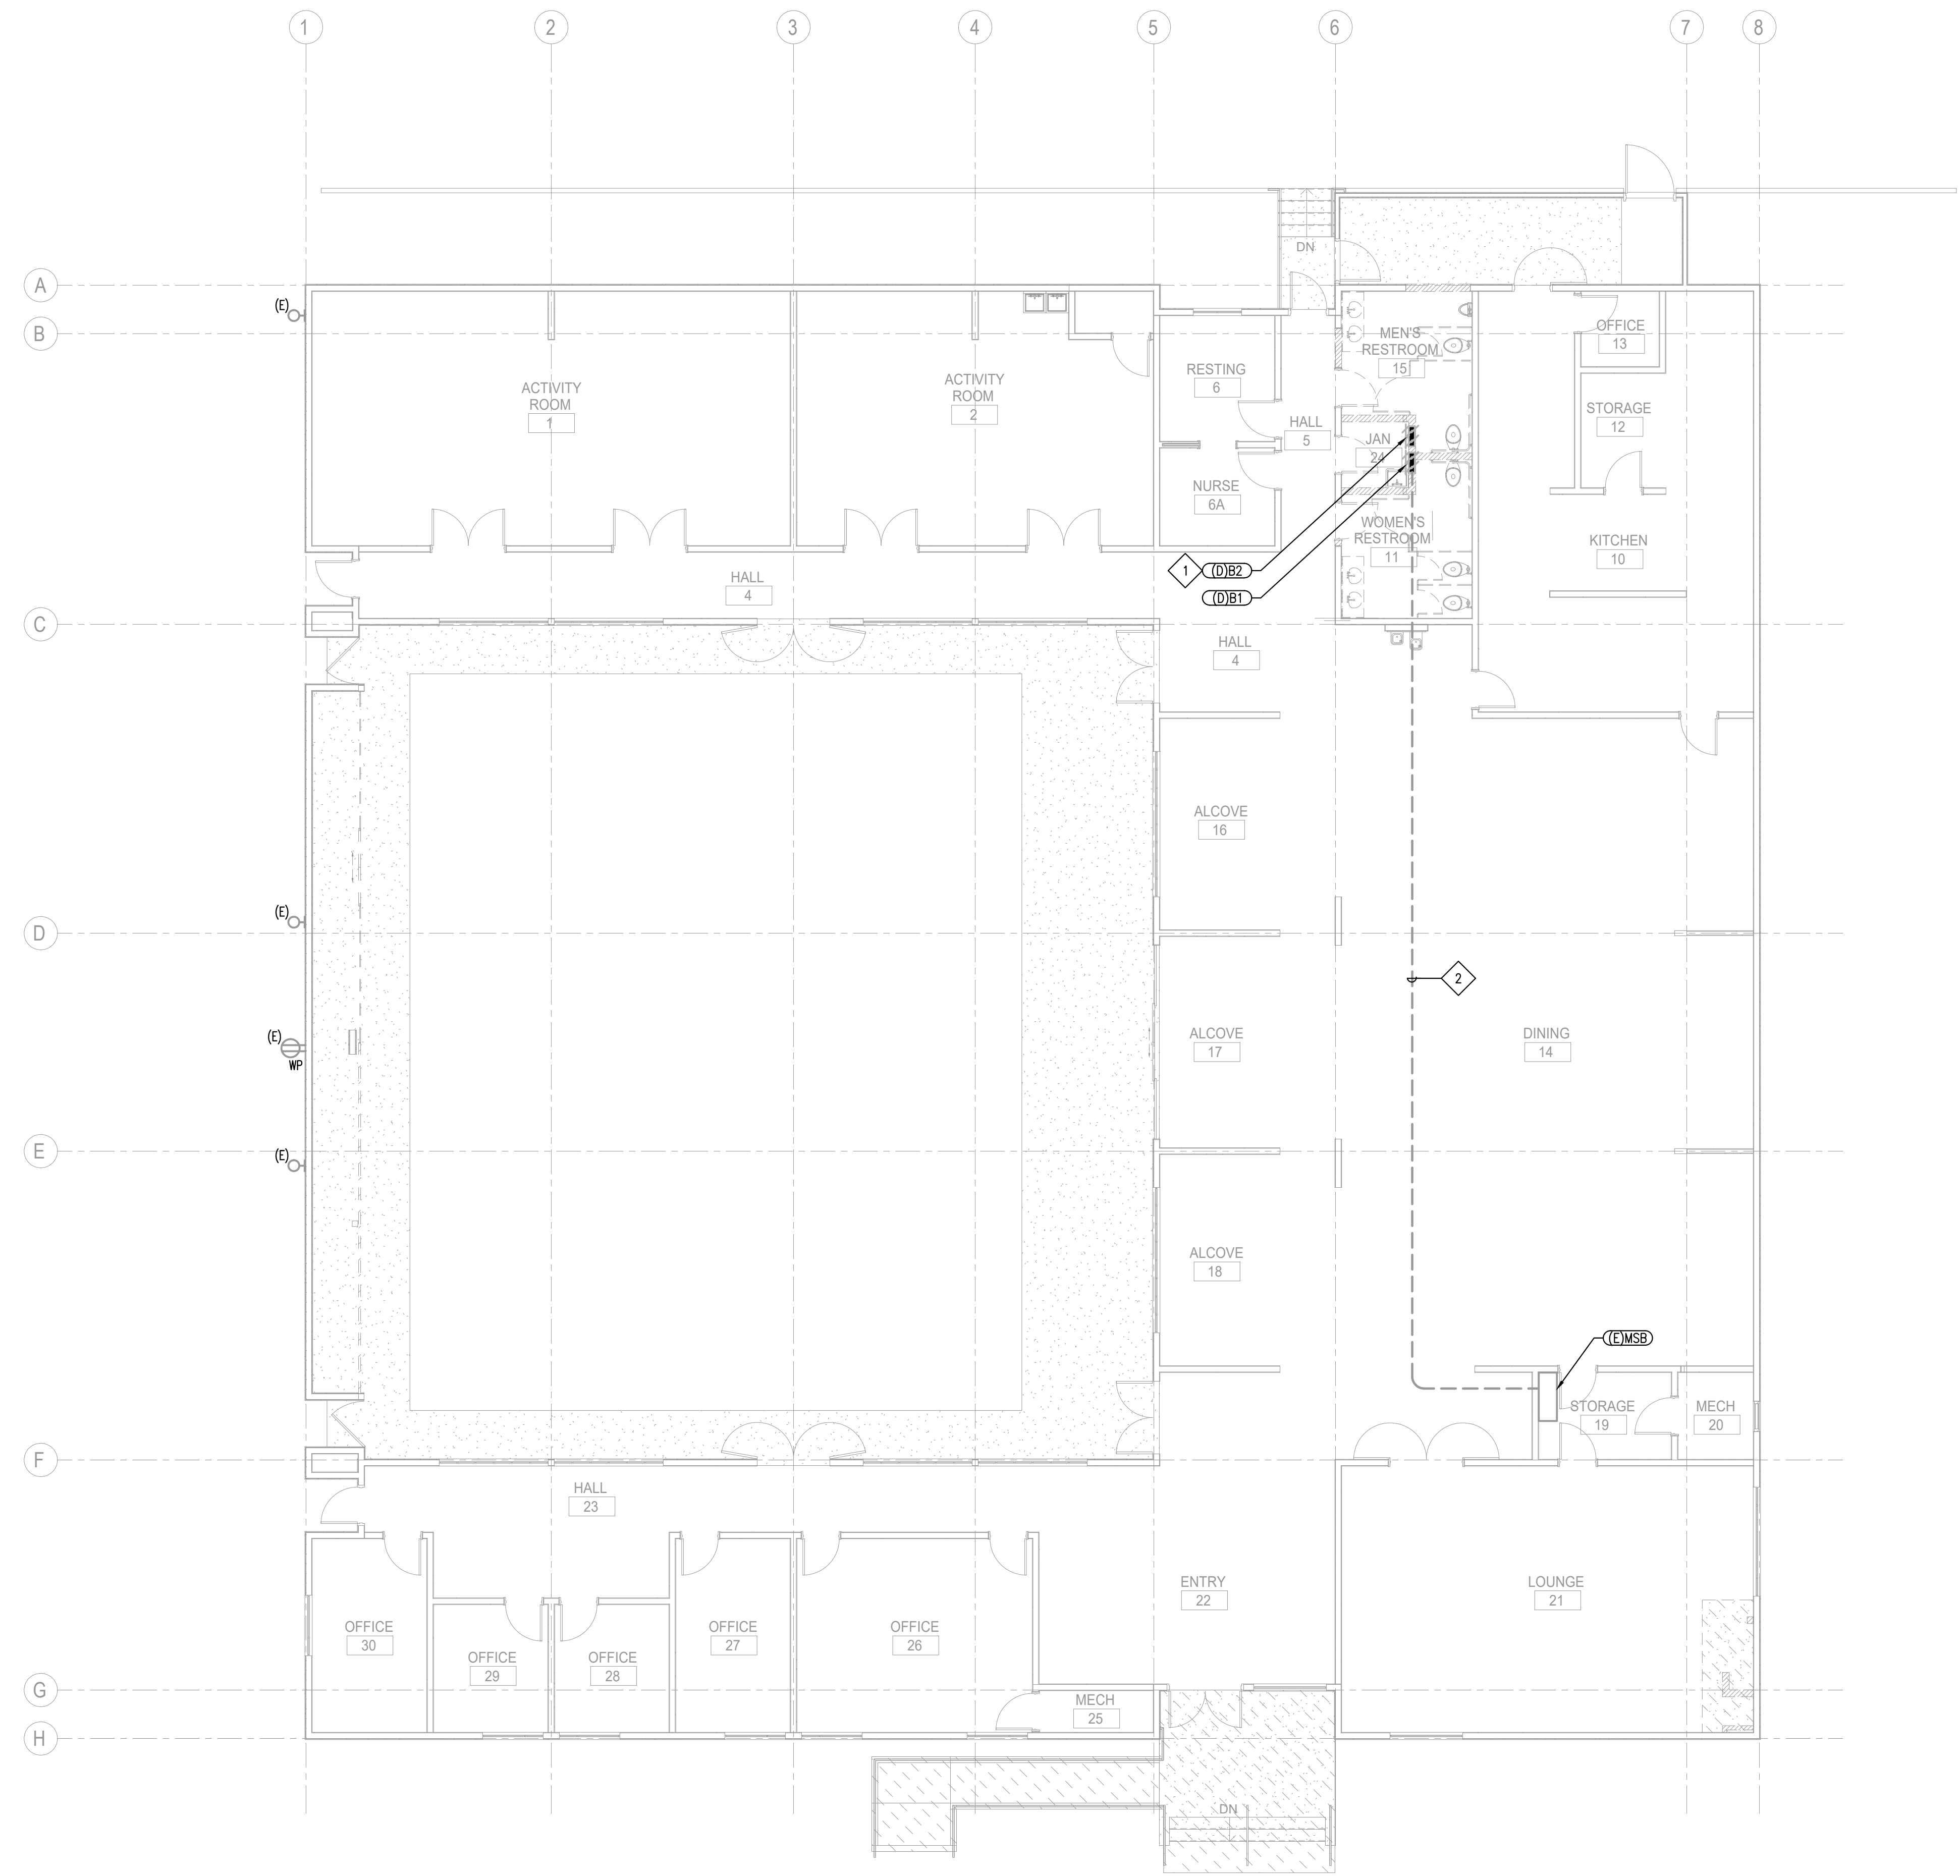 1
2
3
4
5
6
7
8
DN
A
(E)
B
MEN'S
RESTROOM
15
OFFICE
13
RESTING
6
ACTIVITY
ROOM
1
ACTIVITY
ROOM
2
STORAGE
12
HALL
5
JAN
24
NURSE
6A
WOMEN'S
RESTROOM
11
KITCHEN
10
1
(D)B2
(D)B1
HALL
4
C
HALL
4
ALCOVE
16
(E)
D
2
(E)
WP
ALCOVE
17
DINING
14
E
(E)
ALCOVE
18
(E)MSB
STORAGE
19
MECH
20
F
HALL
23
ENTRY
22
LOUNGE
21
OFFICE
30
OFFICE
29
OFFICE
28
OFFICE
27
OFFICE
26
G
MECH
25
H
DN